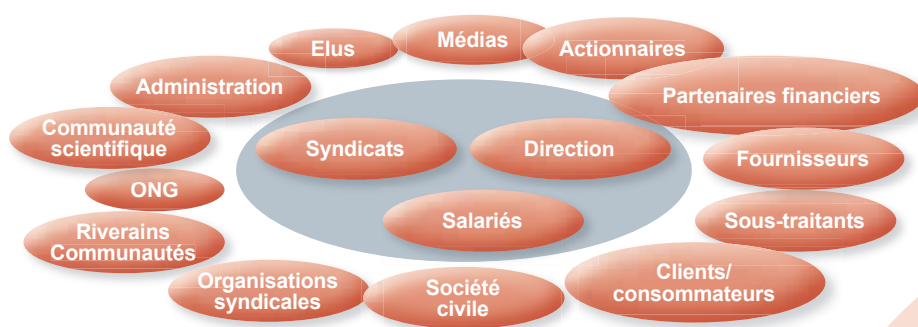 Elus
Médias
Actionnaires
Administration
Partenaires financiers
Communauté
scientifique
Syndicats
Direction
Fournisseurs
ONG
Salariés
Sous-traitants
Riverains
Communautés
Organisations
syndicales
Société
civile
Clients/
consommateurs